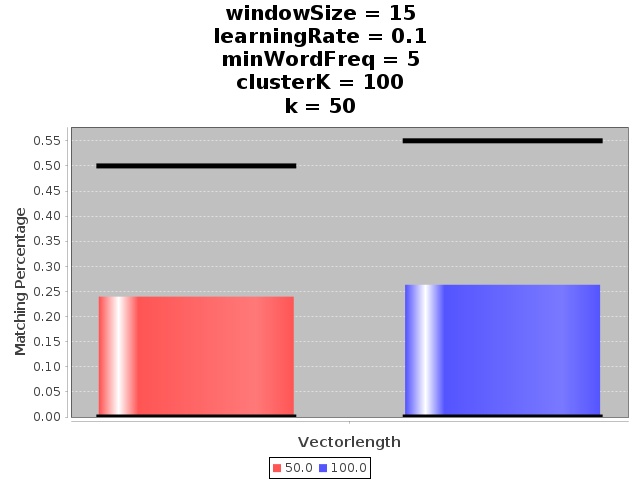 windowSize = 15
learningRate = 0.1
minWordFreq = 5
clusterK = 100
k = 50
Matching Percentage
0.55
0.50
0.45
0.40
0.35
0.30
0.25
0.20
0.15
0.10
0.05
0.00
Vectorlength
50.0 100.0